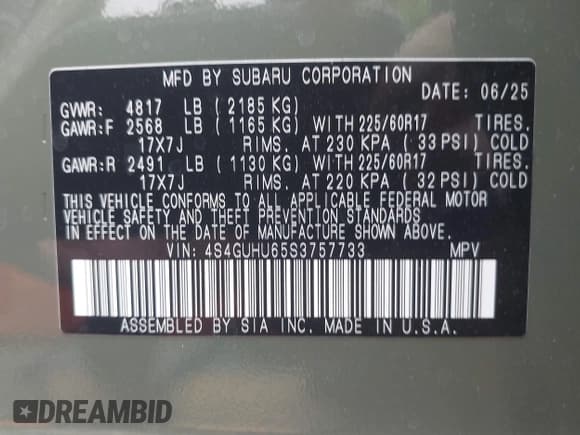 MFD BY SUBARU CORPORATION
DATE: 06/25
GVWR: 4817 LB (2185 KG)
GAWR:F 2568 LB (1165 KG) WITH 225/60R17 TIRES.
17X7J RIMS. AT 230 KPA (33 PSI) COLD
GAWR:R 2491 LB (1130 KG) WITH 225/60R17 TIRES.
17X7J RIMS. AT 220 KPA (32 PSI) COLD
THIS VEHICLE CONFORMS TO ALL APPLICABLE FEDERAL MOTOR
VEHICLE SAFETY AND THEFT PREVENTION STANDARDS
IN EFFECT ON THE DATE OF MANUFACTURE SHOWN ABOVE.
VIN: 4S4GUHU65S3757733 MPV
ASSEMBLED BY SIA INC. MADE IN U.S.A.
DREAMBID